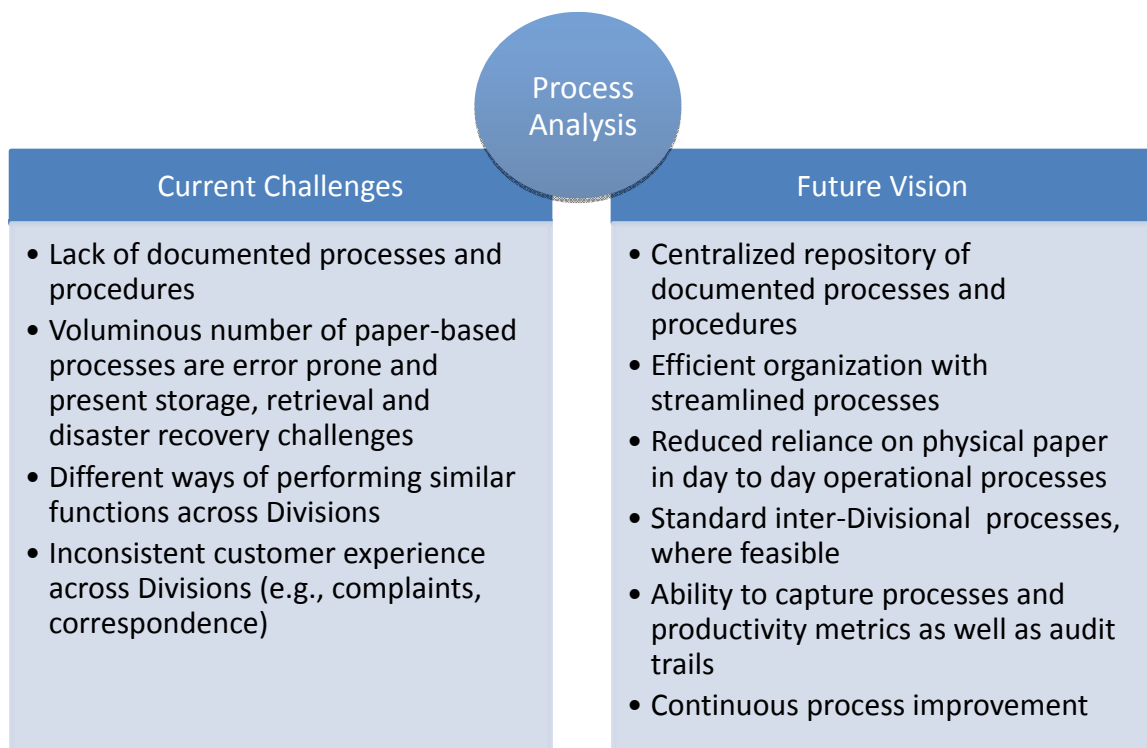 Process
Analysis
Current Challenges
• Lack of documented processes and
procedures
• Voluminous number of paper-based
processes are error prone and
present storage, retrieval and
disaster recovery challenges
• Different ways of performing similar
functions across Divisions
• Inconsistent customer experience
across Divisions (e.g., complaints,
correspondence)
Future Vision
• Centralized repository of
documented processes and
procedures
• Efficient organization with
streamlined processes
• Reduced reliance on physical paper
in day to day operational processes
• Standard inter-Divisional  processes,
where feasible
• Ability to capture processes and
productivity metrics as well as audit
trails
• Continuous process improvement